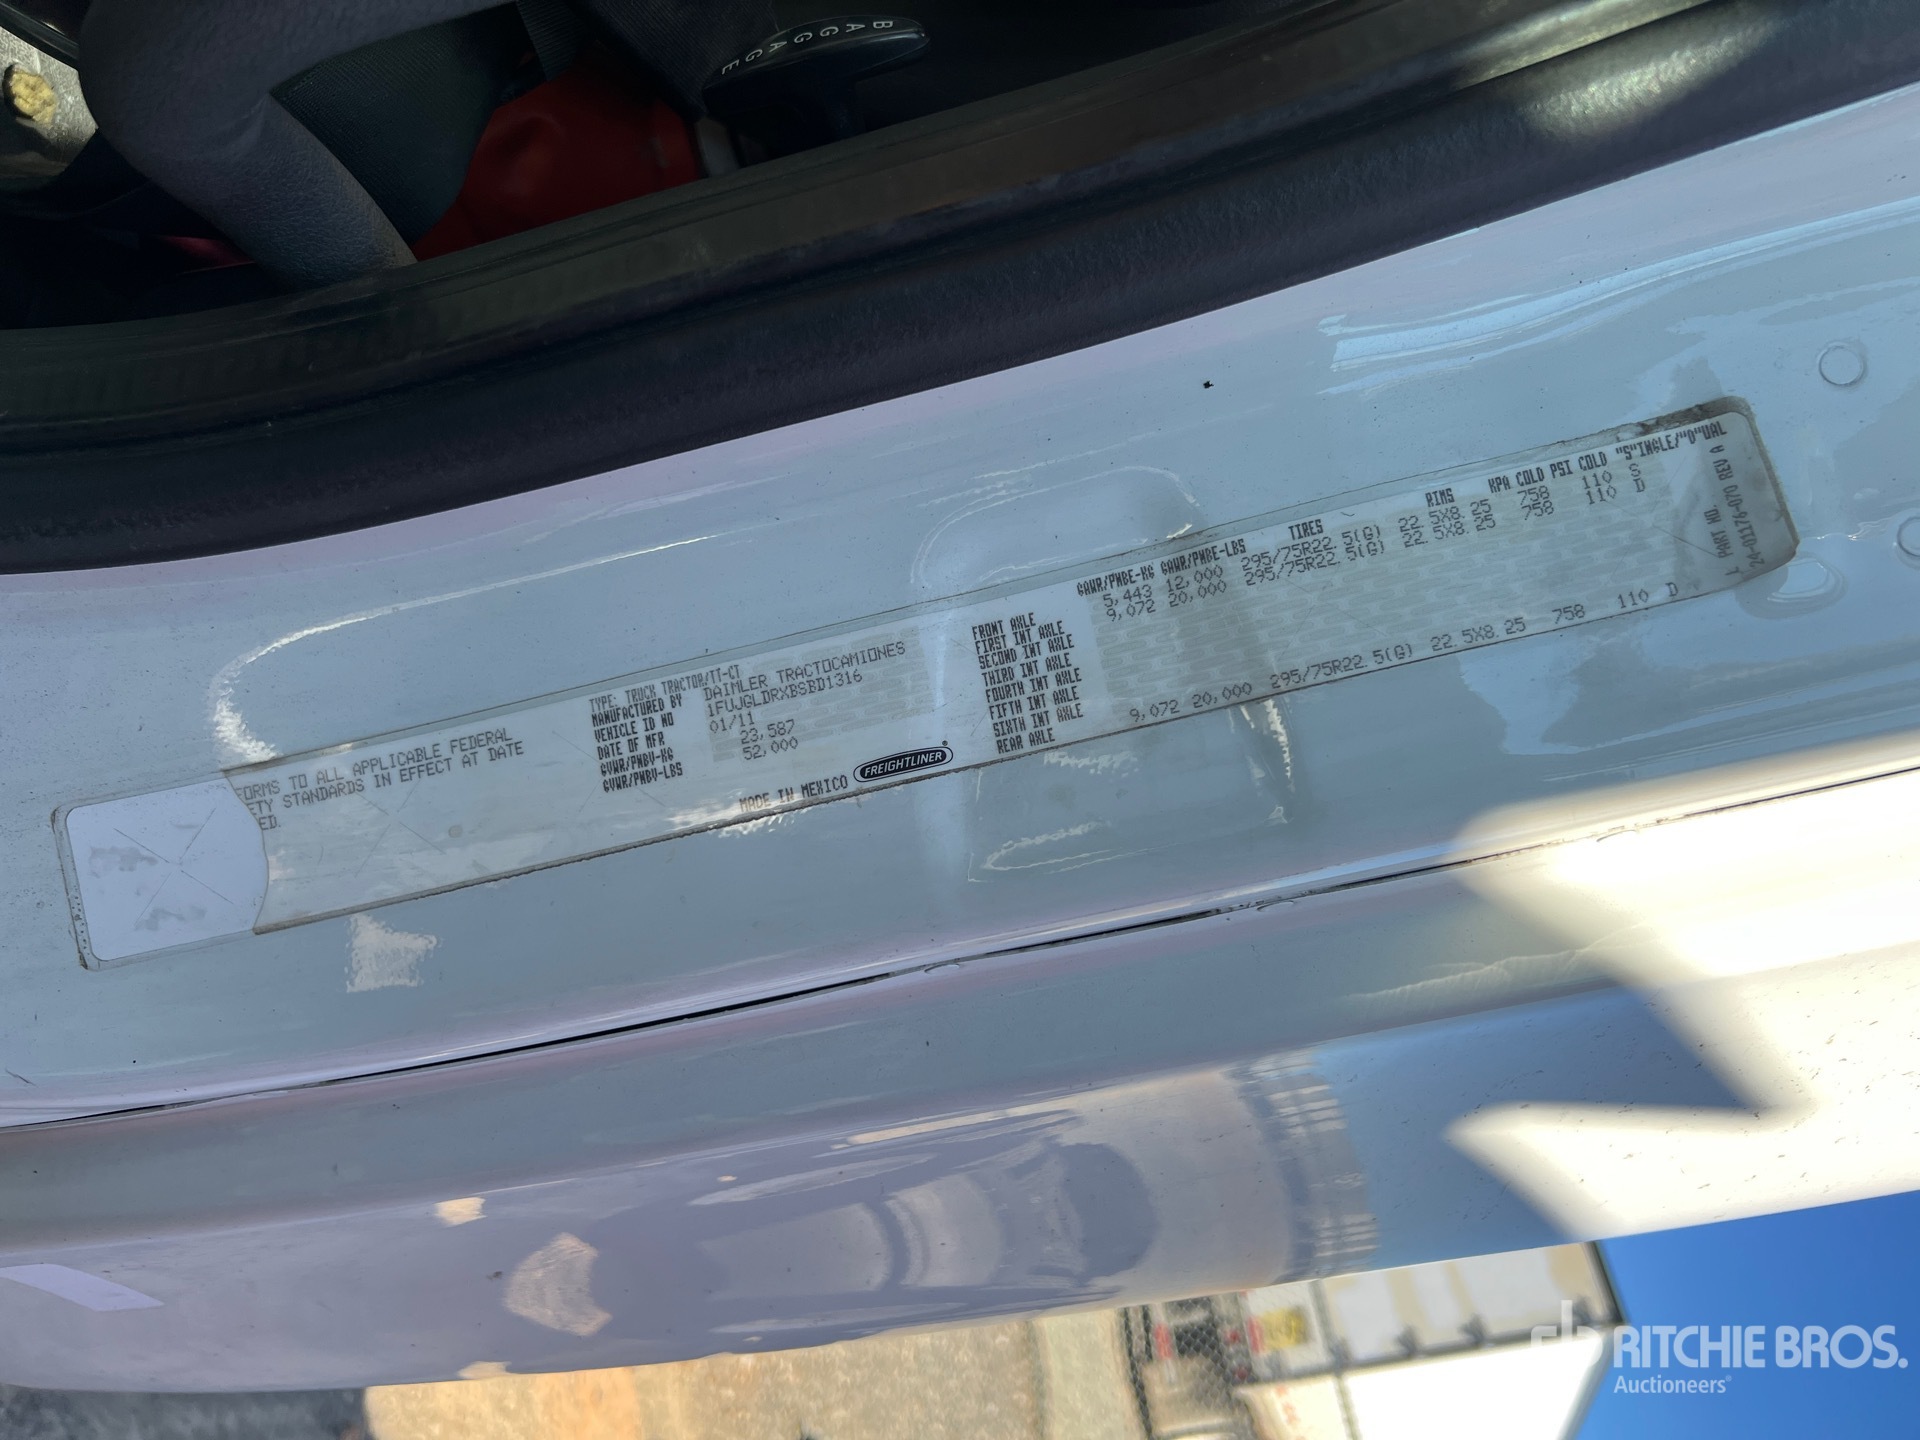 BAGGAGE
FORMS TO ALL APPLICABLE FEDERAL
ETY STANDARDS IN EFFECT AT DATE
ED.
TYPE: TRUCK TRACTOR/TT-CT
MANUFACTURED BY DAIMLER TRACTOCAMIONES
VEHICLE ID NO 1FUJGLDRXBSBD1316
DATE OF MFR 01/11
GVWR/PNBV-KG 23,587
GVWR/PNBV-LBS 52,000
MADE IN MEXICO FREIGHTLINER
GAWR/PNBE-KG GAWR/PNBE-LBS TIRES RIMS KPA COLD PSI COLD "S"INGLE/"D"UAL
FRONT AXLE 5,443 12,000 295/75R22.5(G) 22.5X8.25 758 110 S
FIRST INT AXLE 9,072 20,000 295/75R22.5(G) 22.5X8.25 758 110 D
SECOND INT AXLE
THIRD INT AXLE
FOURTH INT AXLE
FIFTH INT AXLE
SIXTH INT AXLE
REAR AXLE 9,072 20,000 295/75R22.5(G) 22.5X8.25 758 110 D
PART NO.
24-01174-070 REV A
rb RITCHIE BROS.
Auctioneers